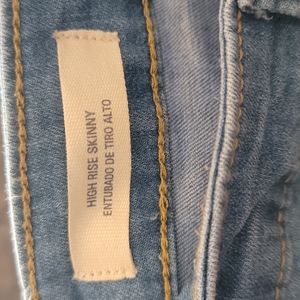 HIGH RISE SKINNY
ENTUBADO DE TIRO ALTO